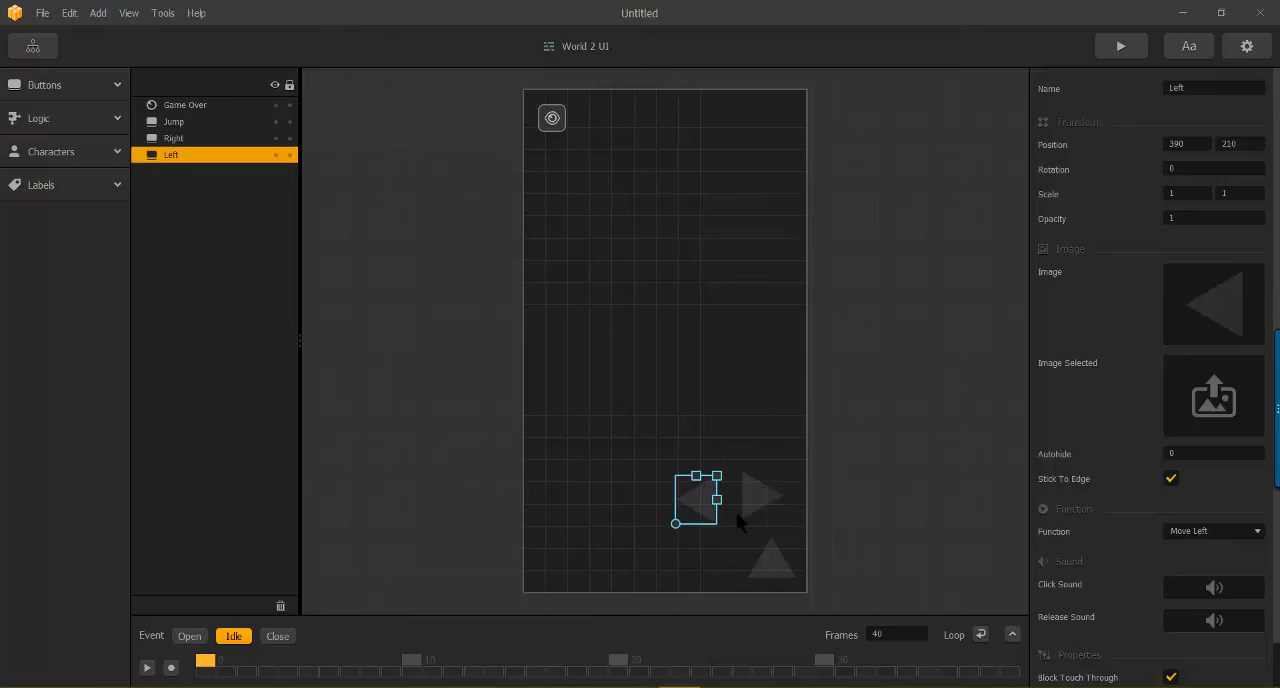 File Edit Add View Tools Help Untitled
World 2 UI Aa
Buttons
Logic
Characters
Labels
Game Over
Jump
Right
Left
Name Left
Transform
Position 390 210
Rotation 0
Scale 1 1
Opacity 1
Image
Image
Image Selected
Autohide 0
Stick To Edge
Function
Function Move Left
Sound
Click Sound
Release Sound
Properties
Block Touch Through
Event Open Idle Close Frames 40 Loop
0 10 20 30